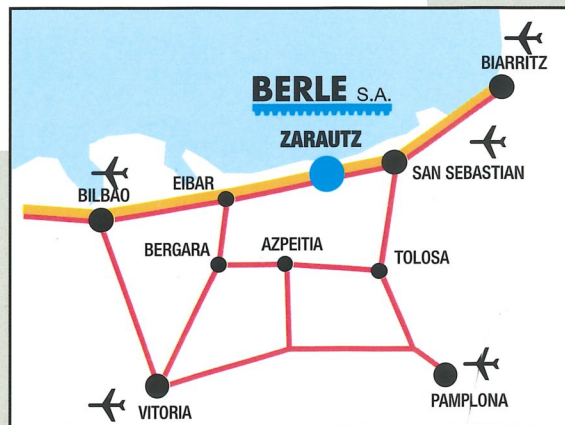 BIARRITZ
BERLE S.A.
ZARAUTZ
SAN SEBASTIAN
EIBAR
BILBAO
BERGARA
AZPEITIA
TOLOSA
VITORIA
PAMPLONA